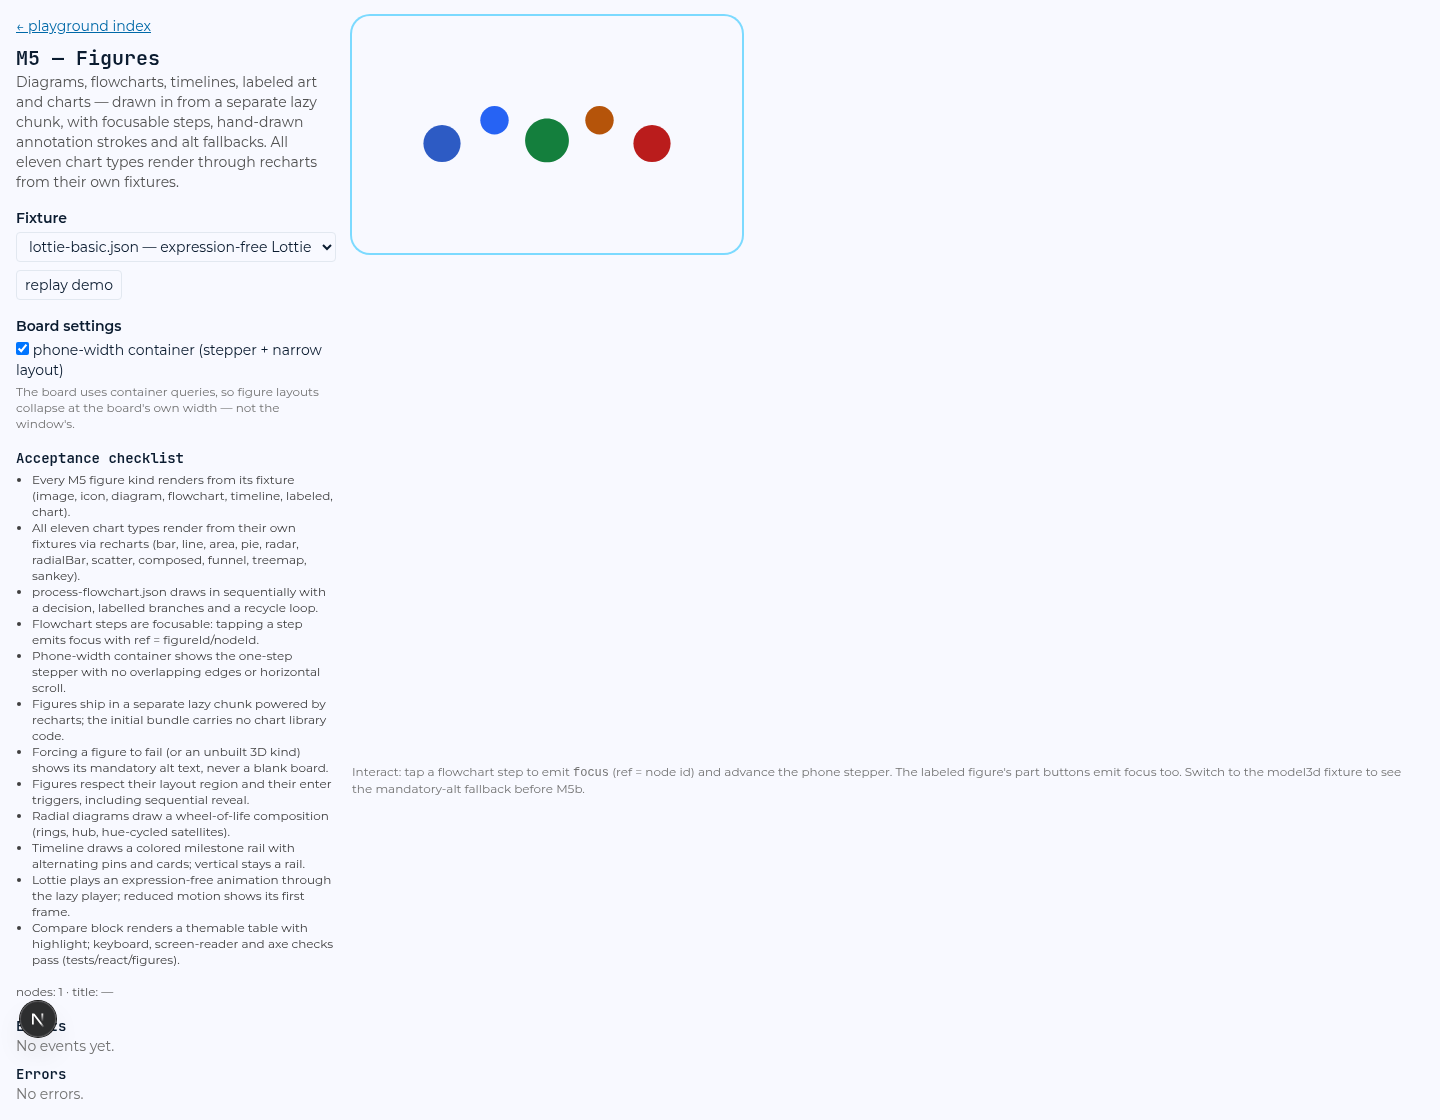 ← playground index
M5 — Figures
Diagrams, flowcharts, timelines, labeled art
and charts — drawn in from a separate lazy
chunk, with focusable steps, hand-drawn
annotation strokes and alt fallbacks. All
eleven chart types render through recharts
from their own fixtures.
Fixture
lottie-basic.json — expression-free Lottie
replay demo
Board settings
phone-width container (stepper + narrow
layout)
The board uses container queries, so figure layouts
collapse at the board's own width — not the
window's.
Acceptance checklist
• Every M5 figure kind renders from its fixture
(image, icon, diagram, flowchart, timeline, labeled,
chart).
• All eleven chart types render from their own
fixtures via recharts (bar, line, area, pie, radar,
radialBar, scatter, composed, funnel, treemap,
sankey).
• process-flowchart.json draws in sequentially with
a decision, labelled branches and a recycle loop.
• Flowchart steps are focusable: tapping a step
emits focus with ref = figureId/nodeId.
• Phone-width container shows the one-step
stepper with no overlapping edges or horizontal
scroll.
• Figures ship in a separate lazy chunk powered by
recharts; the initial bundle carries no chart library
code.
• Forcing a figure to fail (or an unbuilt 3D kind)
shows its mandatory alt text, never a blank board.
• Figures respect their layout region and their enter
triggers, including sequential reveal.
• Radial diagrams draw a wheel-of-life composition
(rings, hub, hue-cycled satellites).
• Timeline draws a colored milestone rail with
alternating pins and cards; vertical stays a rail.
• Lottie plays an expression-free animation through
the lazy player; reduced motion shows its first
frame.
• Compare block renders a themable table with
highlight; keyboard, screen-reader and axe checks
pass (tests/react/figures).
nodes: 1 · title: —
N
No events yet.
Errors
No errors.
Interact: tap a flowchart step to emit focus (ref = node id) and advance the phone stepper. The labeled figure's part buttons emit focus too. Switch to the model3d fixture to see
the mandatory-alt fallback before M5b.